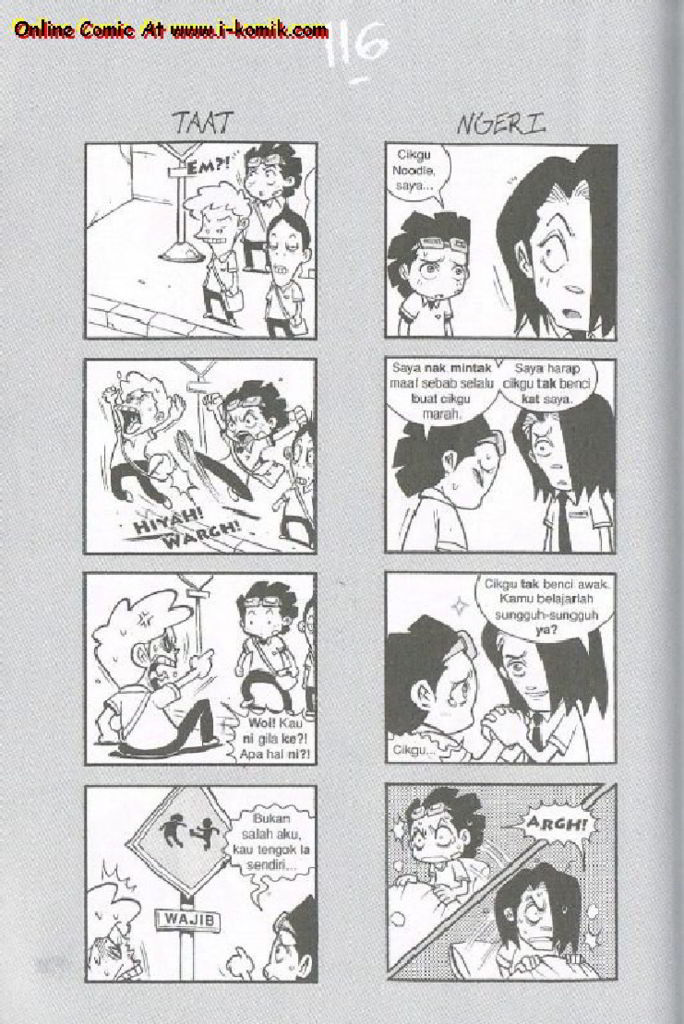 Online Comic At www.i-komik.com
116
TAAT
EM?!
HIYAH!
WARGH!
Woi! Kau
ni gila ke?!
Apa hal ni?!
Bukan
salah aku,
kau tengok la
sendiri...
WAJIB
NGERI
Cikgu
Noodle,
saya...
Saya nak mintak
maaf sebab selalu
buat cikgu
marah.
Saya harap
cikgu tak benci
kat saya.
Cikgu tak benci awak.
Kamu belajarlah
sungguh-sungguh
ya?
Cikgu...
ARGH!